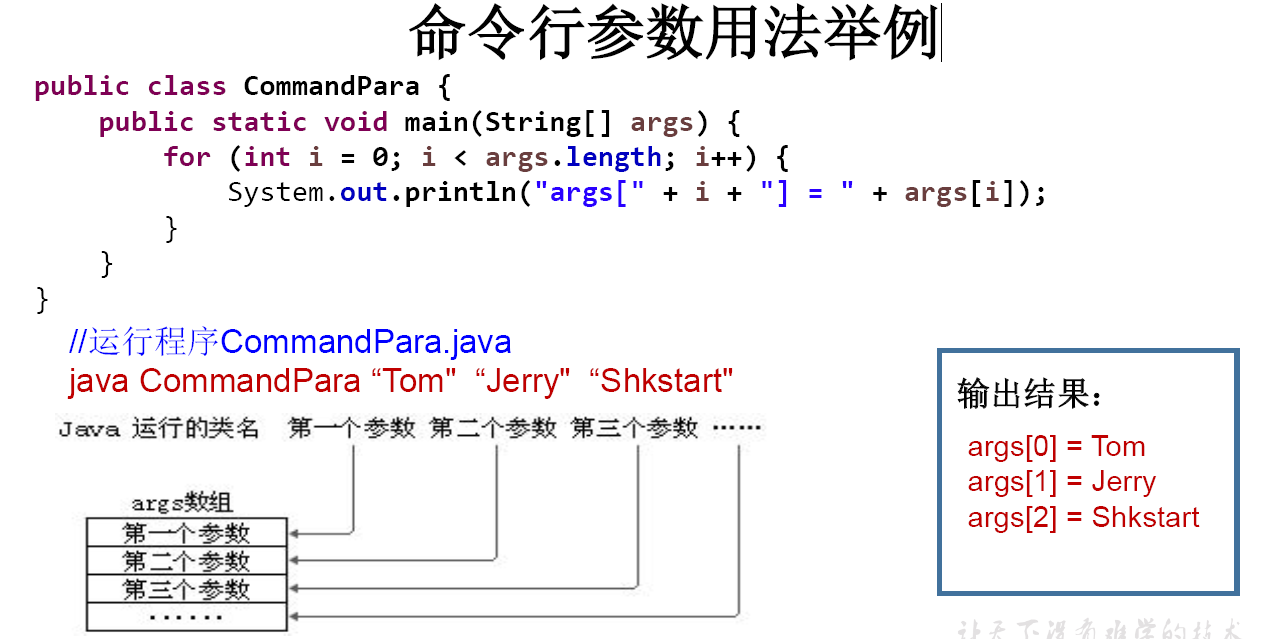 命令行参数用法举例
public class CommandPara {
public static void main(String[] args) {
for (int i = 0; i < args.length; i++) {
System.out.println("args[" + i + "] = " + args[i]);
}
}
}
//运行程序CommandPara.java
java CommandPara “Tom" “Jerry" “Shkstart"
Java 运行的类名 第一个参数 第二个参数 第三个参数 ……
args数组
第一个参数
第二个参数
第三个参数
……
输出结果：
args[0] = Tom
args[1] = Jerry
args[2] = Shkstart
让天下没有难学的技术